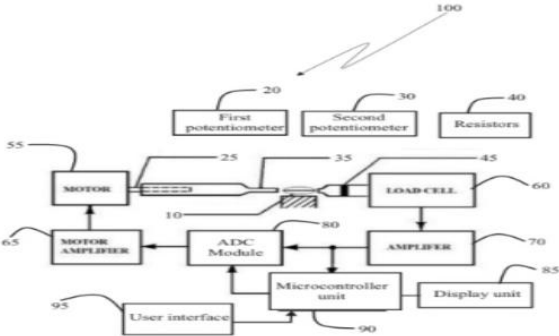 100
20
30
40
First
potentiometer
Second
potentiometer
Resistors
55
25
35
45
MOTOR
LOAD-CELL
10
60
80
65
MOTOR
AMPLIFIER
ADC
Module
AMPLIFER
70
85
Microcontroller
unit
Display unit
95
User interface
90